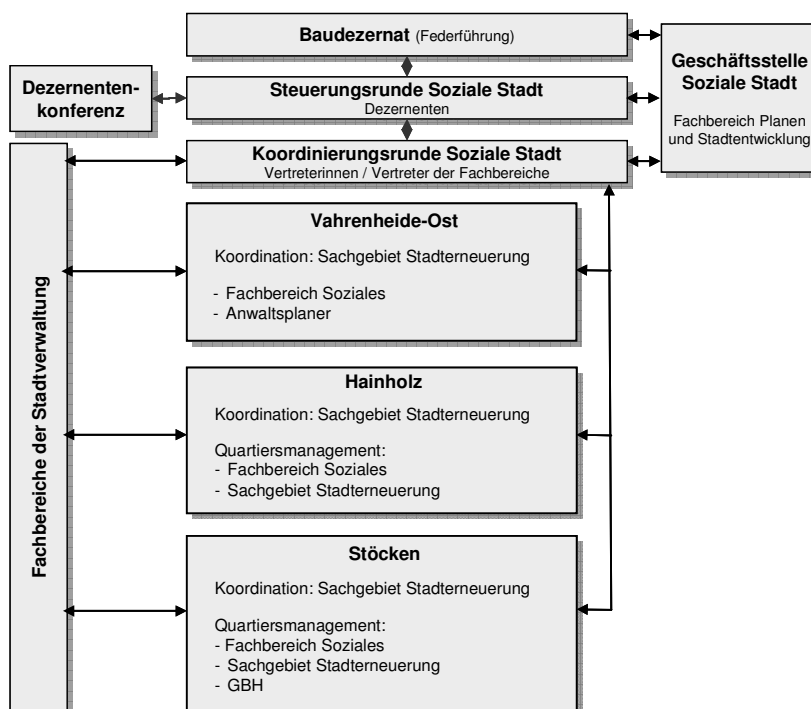 Baudezernat (Federführung)
Geschäftsstelle
Soziale Stadt
Fachbereich Planen
und Stadtentwicklung
Dezernenten-
konferenz
Steuerungsrunde Soziale Stadt
Dezernenten
Koordinierungsrunde Soziale Stadt
Vertreterinnen / Vertreter der Fachbereiche
Fachbereiche der Stadtverwaltung
Vahrenheide-Ost
Koordination: Sachgebiet Stadterneuerung
- Fachbereich Soziales
- Anwaltsplaner
Hainholz
Koordination: Sachgebiet Stadterneuerung
Quartiersmanagement:
- Fachbereich Soziales
- Sachgebiet Stadterneuerung
Stöcken
Koordination: Sachgebiet Stadterneuerung
Quartiersmanagement:
- Fachbereich Soziales
- Sachgebiet Stadterneuerung
- GBH